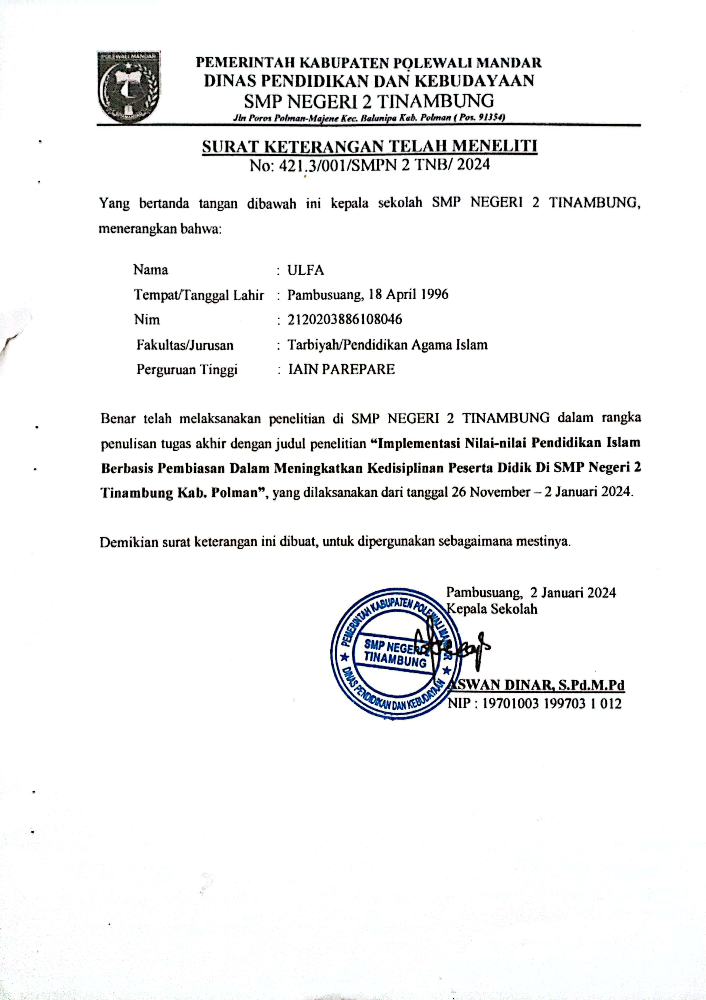 POLEWALI MANDAR
PEMERINTAH KABUPATEN POLEWALI MANDAR
DINAS PENDIDIKAN DAN KEBUDAYAAN
SMP NEGERI 2 TINAMBUNG
Jln Poros Polman-Majene Kec. Balunipa Kab. Polman ( Pos. 91354)
SURAT KETERANGAN TELAH MENELITI
No: 421.3/001/SMPN 2 TNB/ 2024
Yang bertanda tangan dibawah ini kepala sekolah SMP NEGERI 2 TINAMBUNG,
menerangkan bahwa:
Nama : ULFA
Tempat/Tanggal Lahir : Pambusuang, 18 April 1996
Nim : 2120203886108046
Fakultas/Jurusan : Tarbiyah/Pendidikan Agama Islam
Perguruan Tinggi : IAIN PAREPARE
Benar telah melaksanakan penelitian di SMP NEGERI 2 TINAMBUNG dalam rangka
penulisan tugas akhir dengan judul penelitian “Implementasi Nilai-nilai Pendidikan Islam
Berbasis Pembiasan Dalam Meningkatkan Kedisiplinan Peserta Didik Di SMP Negeri 2
Tinambung Kab. Polman”, yang dilaksanakan dari tanggal 26 November – 2 Januari 2024.
Demikian surat keterangan ini dibuat, untuk dipergunakan sebagaimana mestinya.
Pambusuang, 2 Januari 2024
Kepala Sekolah
PEMERINTAH KABUPATEN POLEWALI MANDAR
SMP NEGERI 2
TINAMBUNG
DINAS PENDIDIKAN DAN KEBUDAYAAN
ASWAN DINAR, S.Pd.M.Pd
NIP : 19701003 199703 1 012